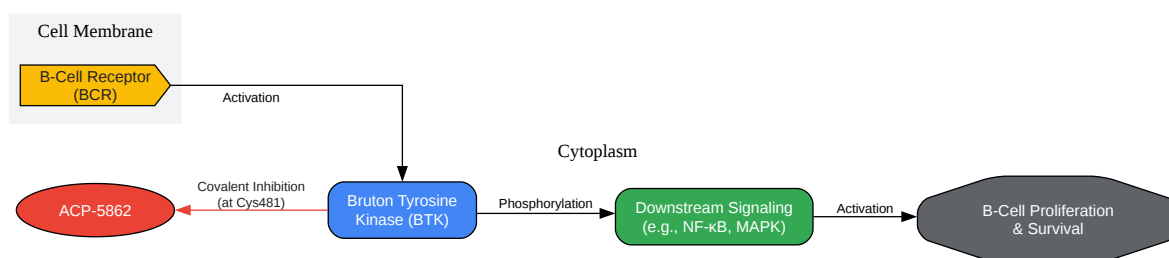 Cell Membrane
B-Cell Receptor
(BCR)
Activation
Cytoplasm
ACP-5862
Covalent Inhibition
(at Cys481)
Bruton Tyrosine
Kinase (BTK)
Phosphorylation
Downstream Signaling
(e.g., NF-κB, MAPK)
Activation
B-Cell Proliferation
& Survival